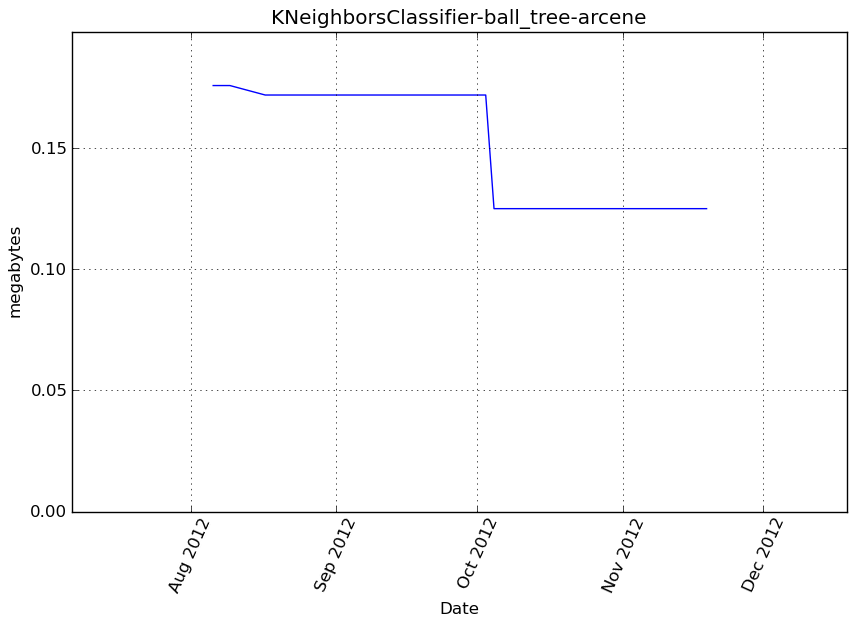 KNeighborsClassifier-ball_tree-arcene
megabytes
0.15
0.10
0.05
0.00
Aug 2012
Sep 2012
Oct 2012
Nov 2012
Dec 2012
Date